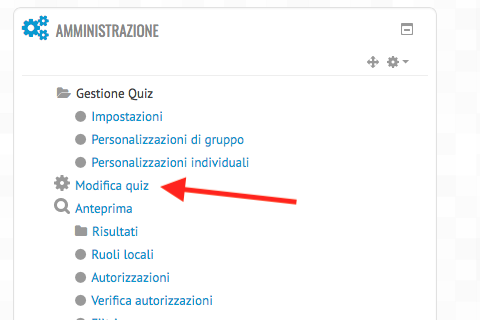 AMMINISTRAZIONE
Gestione Quiz
Impostazioni
Personalizzazioni di gruppo
Personalizzazioni individuali
Modifica quiz
Anteprima
Risultati
Ruoli locali
Autorizzazioni
Verifica autorizzazioni